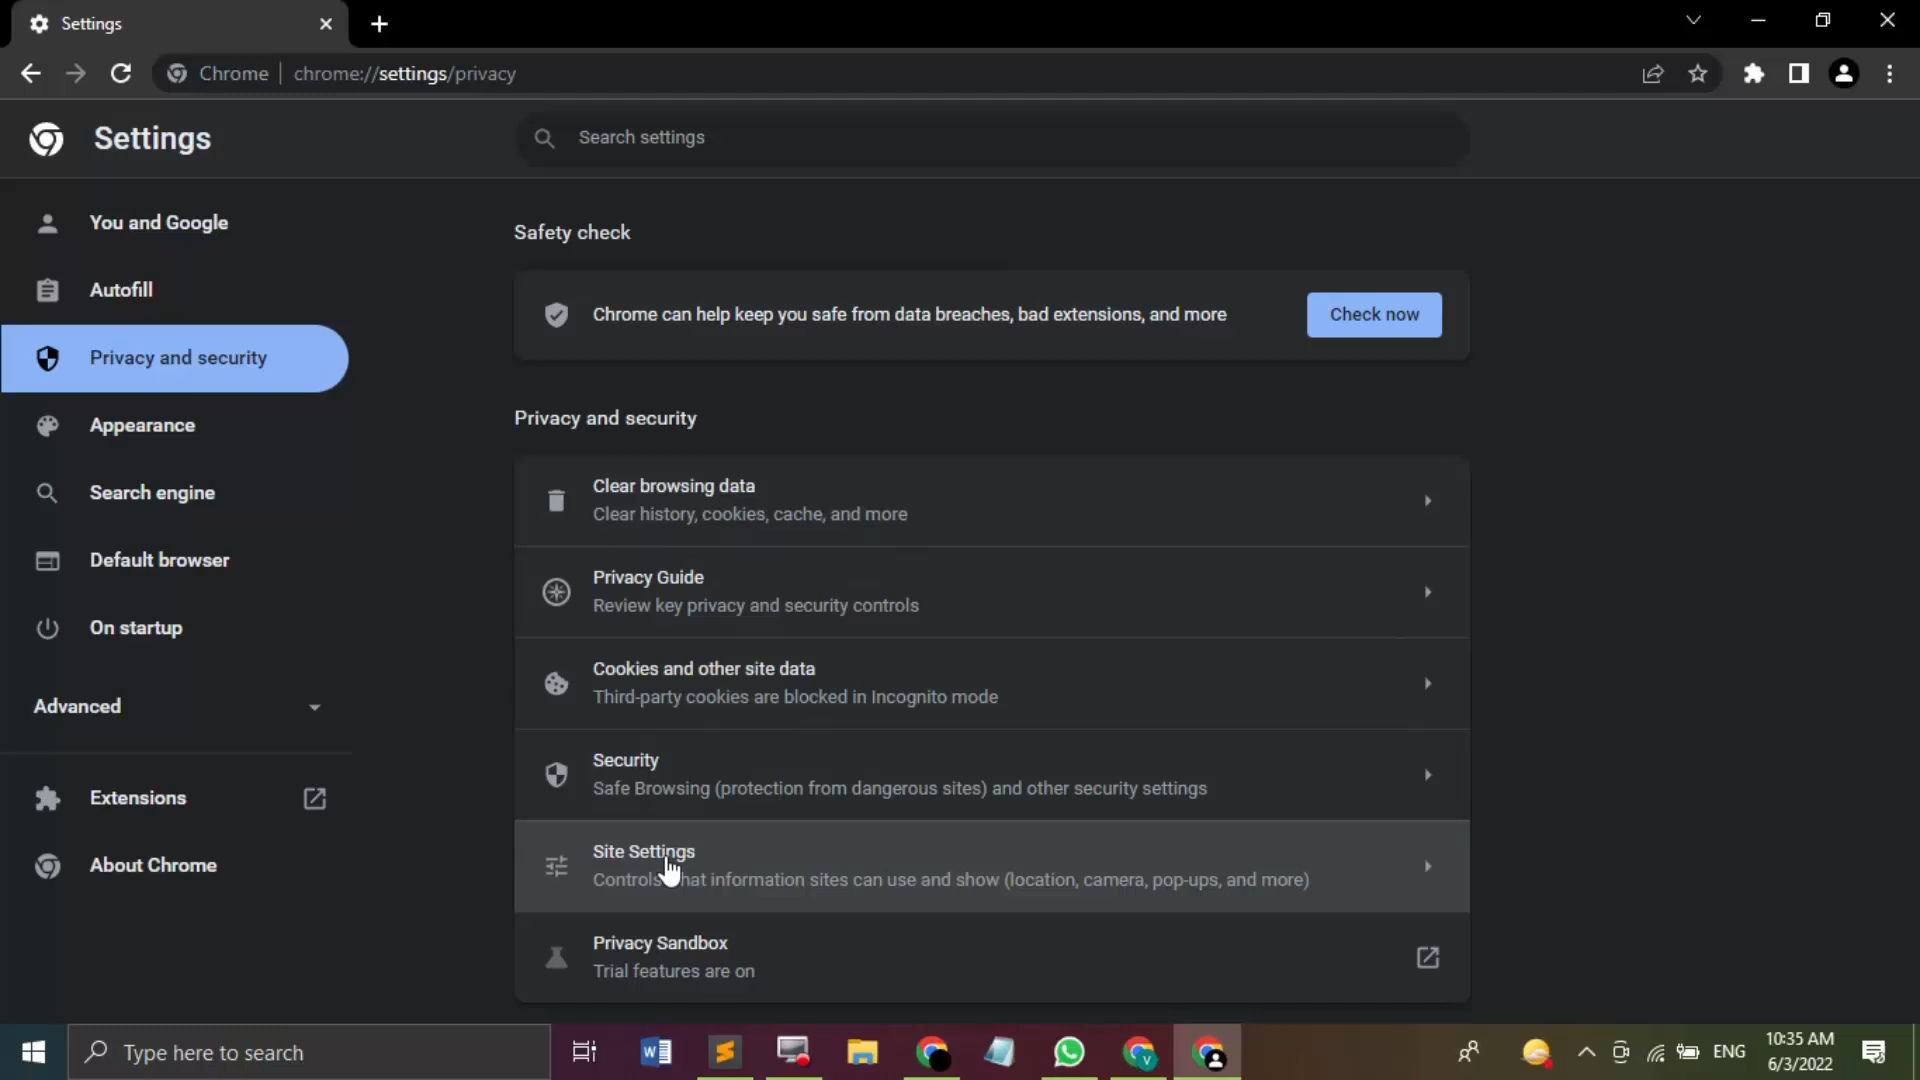 Settings
Chrome
chrome://settings/privacy
Settings
Search settings
You and Google
Autofill
Privacy and security
Appearance
Search engine
Default browser
On startup
Advanced
Extensions
About Chrome
Safety check
Chrome can help keep you safe from data breaches, bad extensions, and more
Check now
Privacy and security
Clear browsing data
Clear history, cookies, cache, and more
Privacy Guide
Review key privacy and security controls
Cookies and other site data
Third-party cookies are blocked in Incognito mode
Security
Safe Browsing (protection from dangerous sites) and other security settings
Site Settings
Controls hat information sites can use and show (location, camera, pop-ups, and more)
Privacy Sandbox
Trial features are on
Type here to search
ENG
10:35 AM
6/3/2022